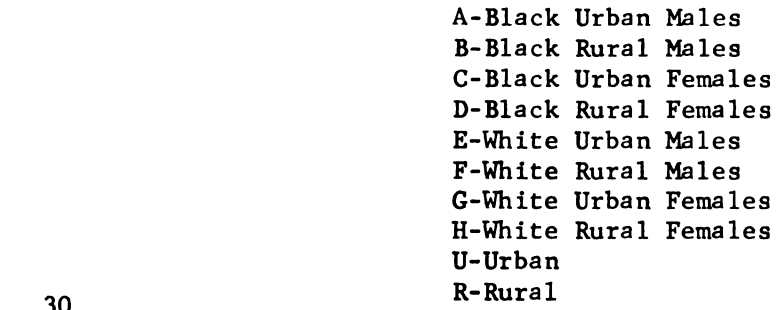 A-Black Urban Males
B-Black Rural Males
C-Black Urban Females
D-Black Rural Females
E-White Urban Males
F-White Rural Males
G-White Urban Females
H-White Rural Females
U-Urban
R-Rural
30